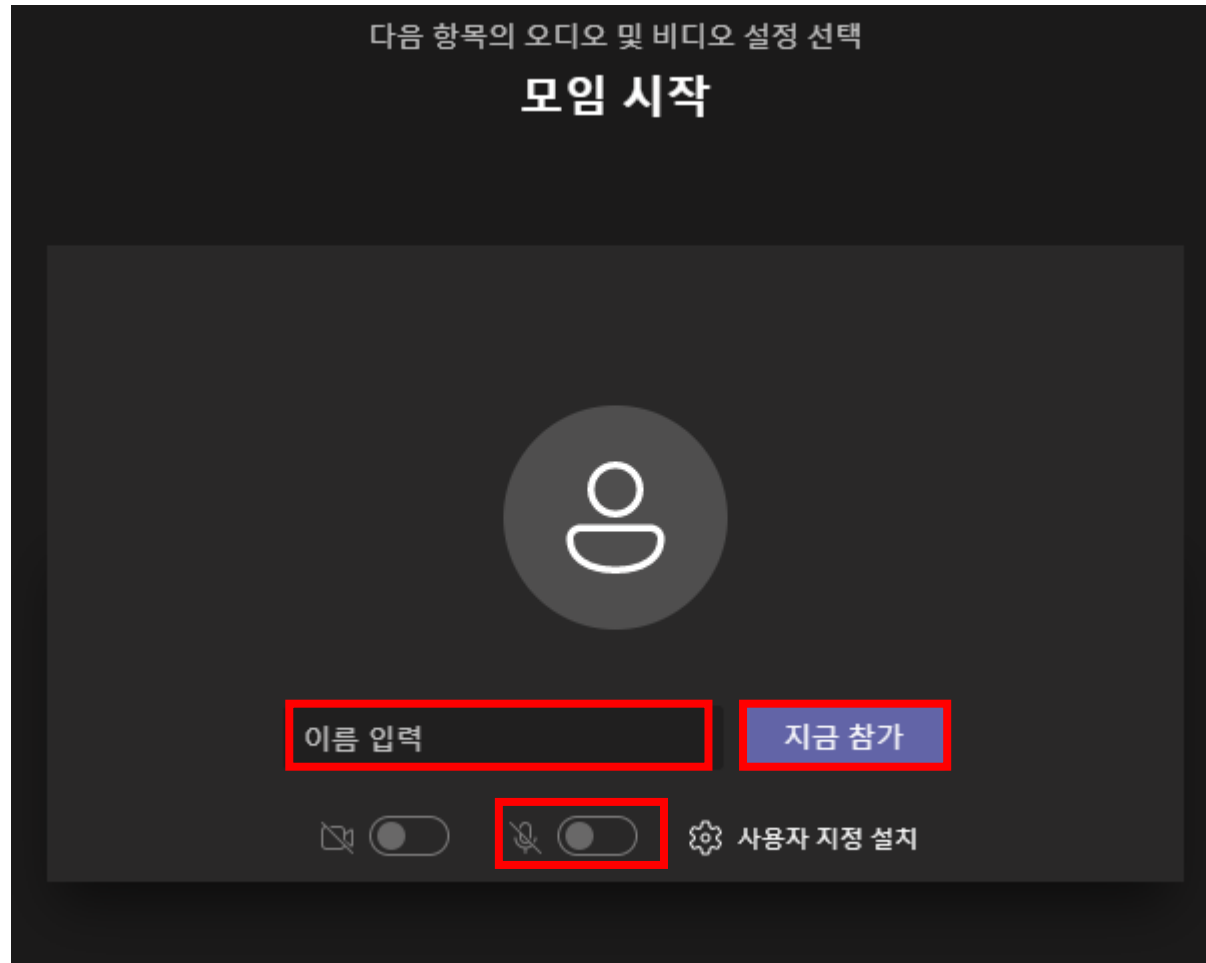 다음 항목의 오디오 및 비디오 설정 선택
모임 시작
이름 입력
지금 참가
사용자 지정 설치